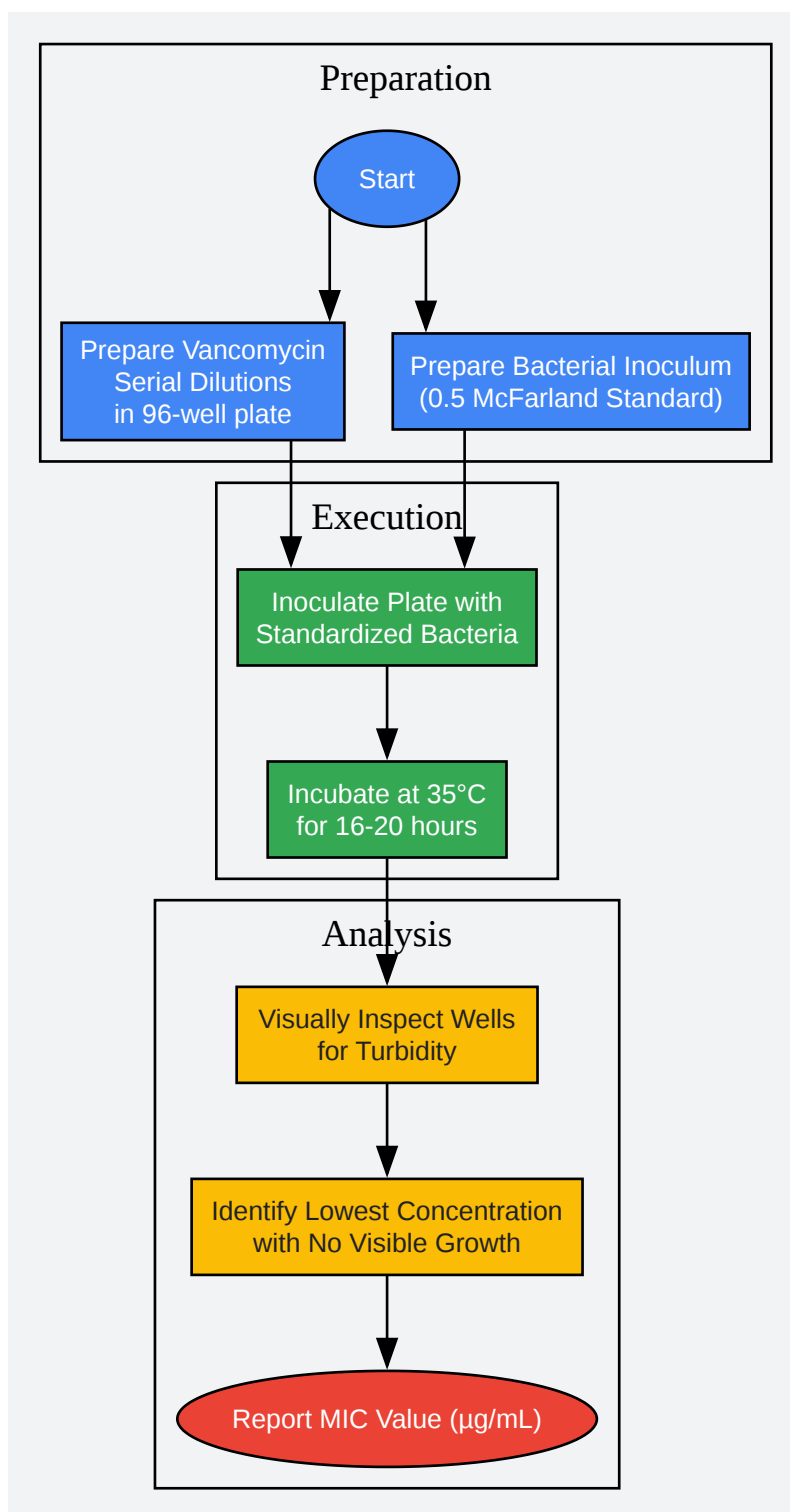 Preparation
Start
Prepare Vancomycin
Serial Dilutions
in 96-well plate
Prepare Bacterial Inoculum
(0.5 McFarland Standard)
Execution
Inoculate Plate with
Standardized Bacteria
Incubate at 35°C
for 16-20 hours
Analysis
Visually Inspect Wells
for Turbidity
Identify Lowest Concentration
with No Visible Growth
Report MIC Value (µg/mL)